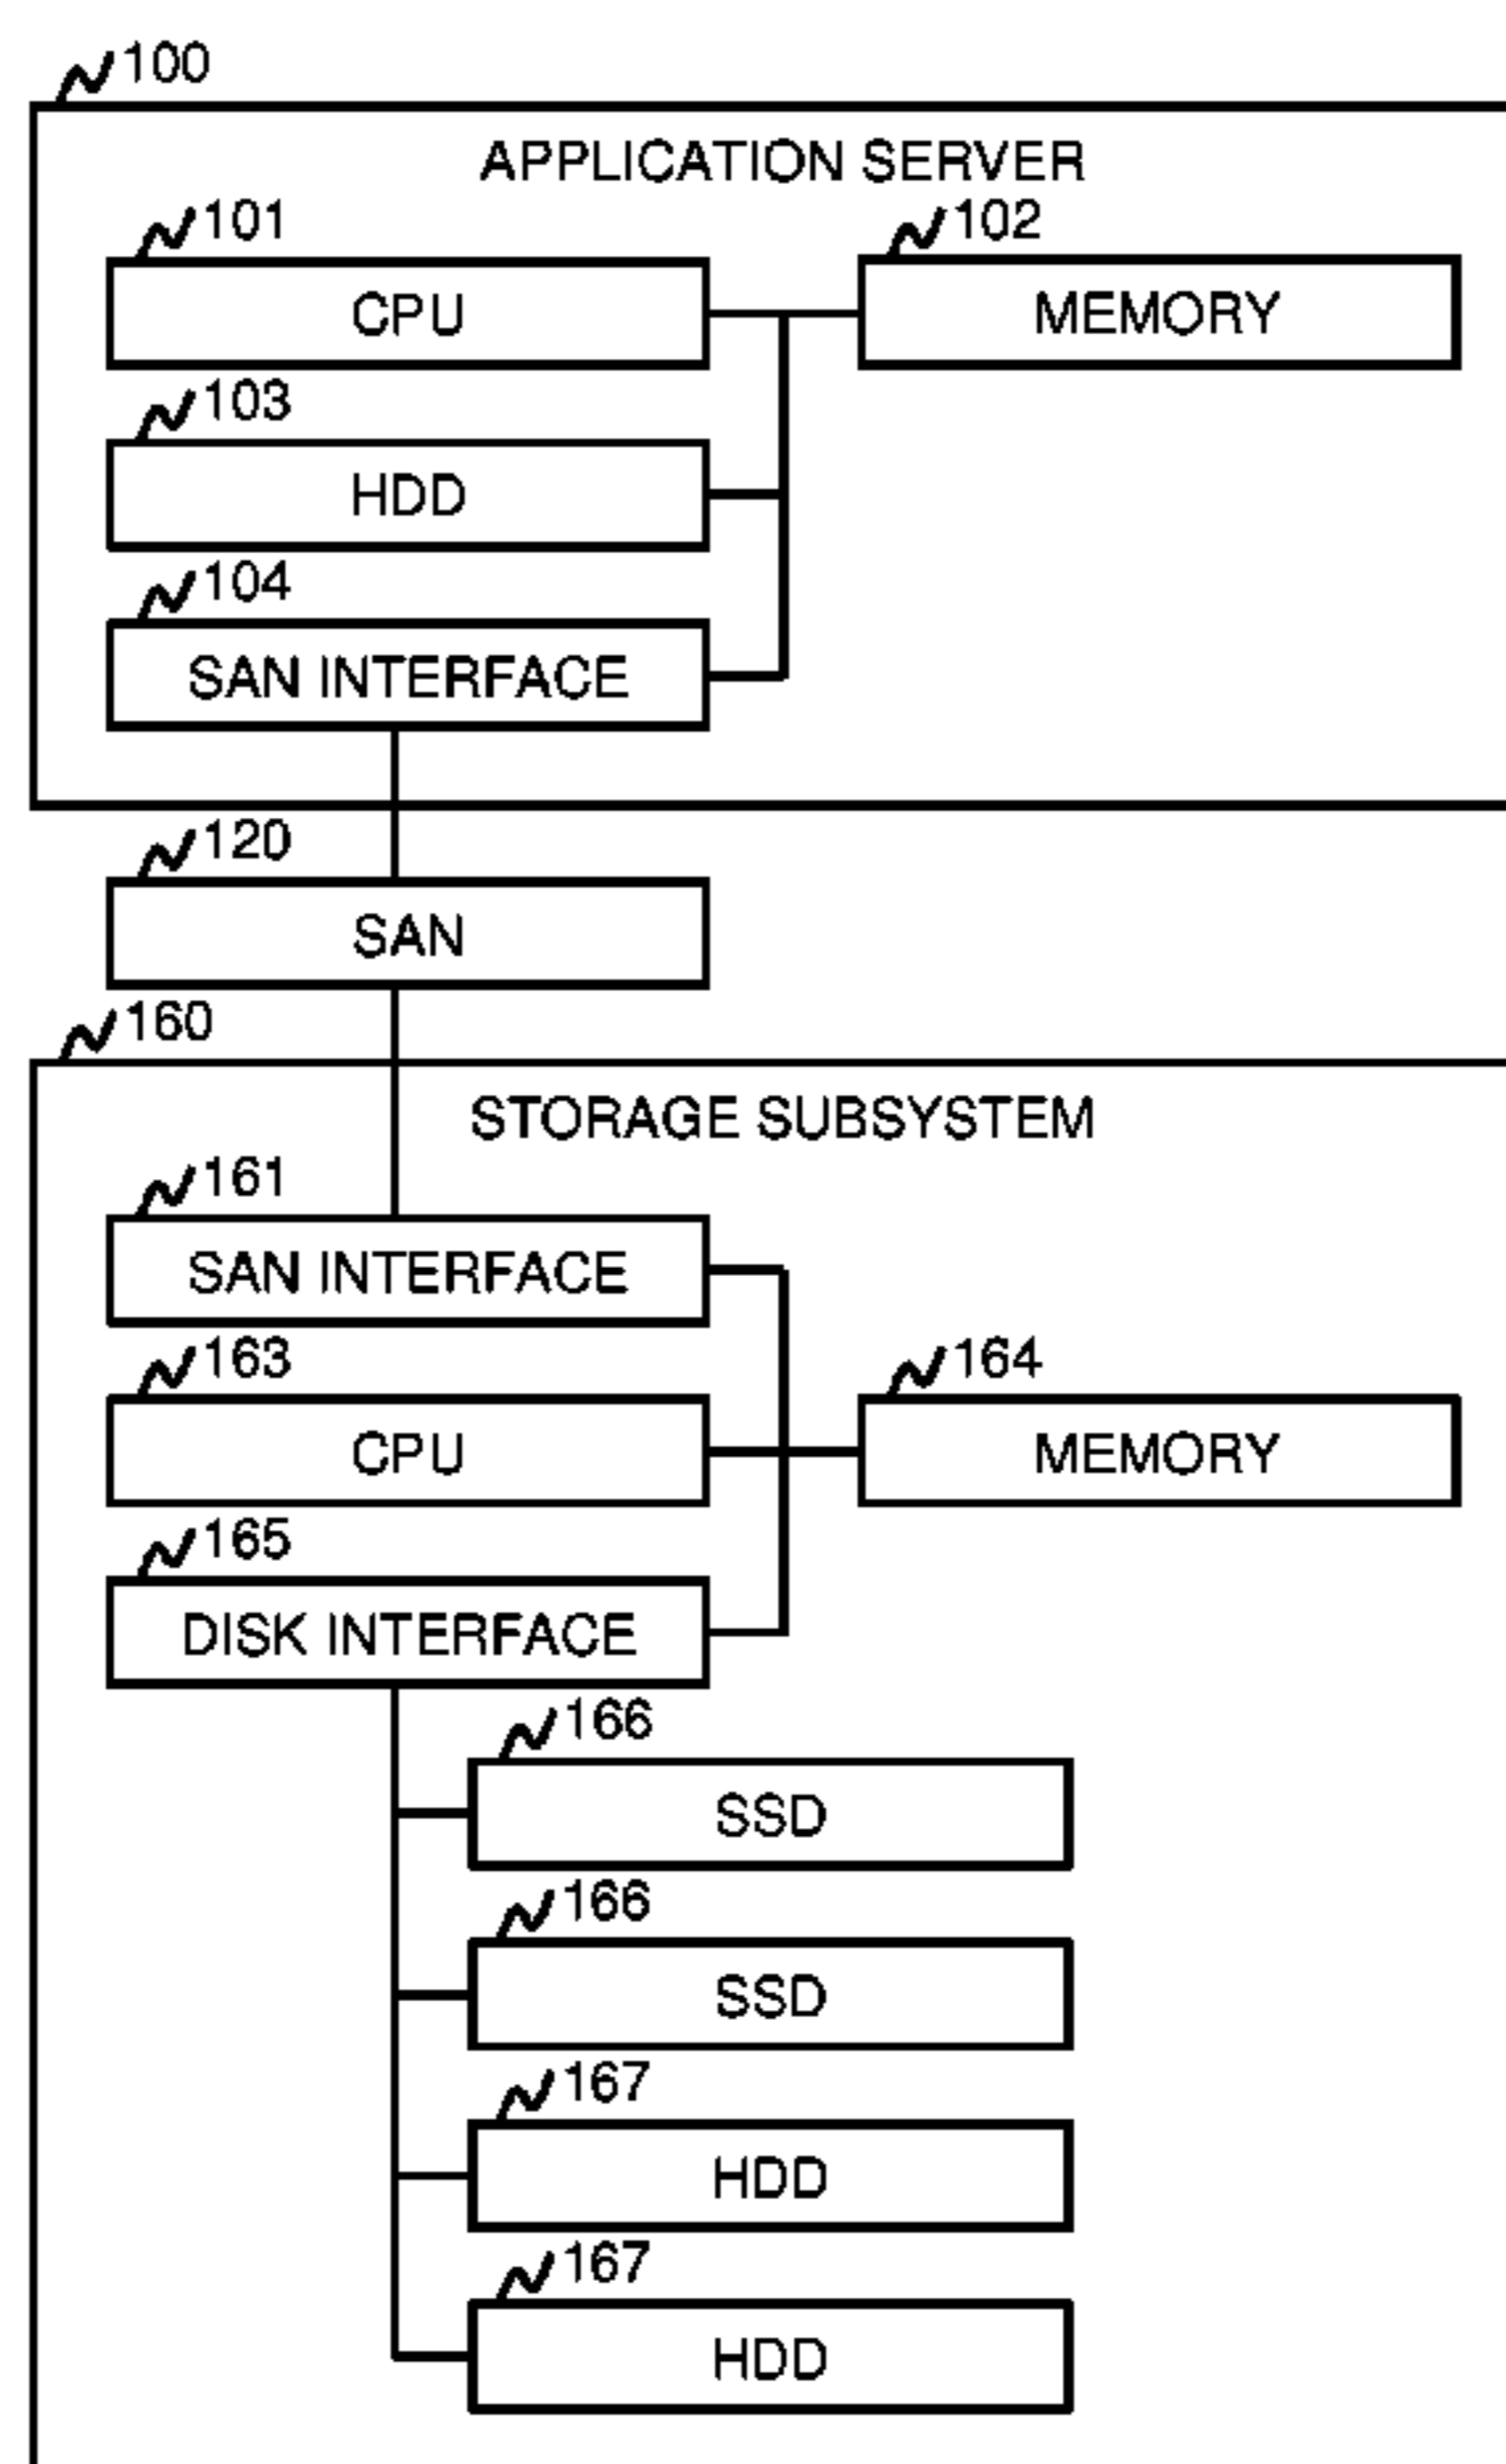 100
APPLICATION SERVER
101
102
CPU
MEMORY
103
HDD
104
SAN INTERFACE
120
SAN
160
STORAGE SUBSYSTEM
161
SAN INTERFACE
163
164
CPU
MEMORY
165
DISK INTERFACE
166
SSD
166
SSD
167
HDD
167
HDD